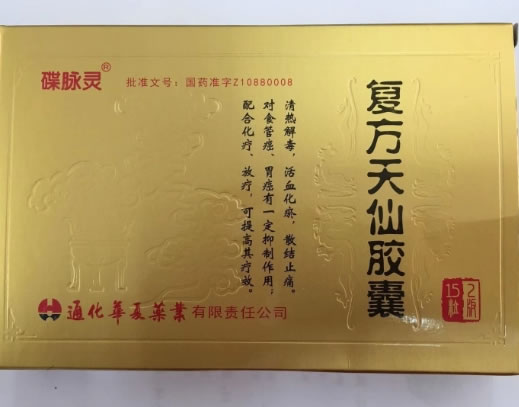 碟脉灵®
批准文号：国药准字Z10880008
复方天仙胶囊
清热解毒，活血化瘀，散结止痛。
对食管癌、胃癌有一定抑制作用；
配合化疗、放疗，可提高其疗效。
15粒
通化华夏药业有限责任公司